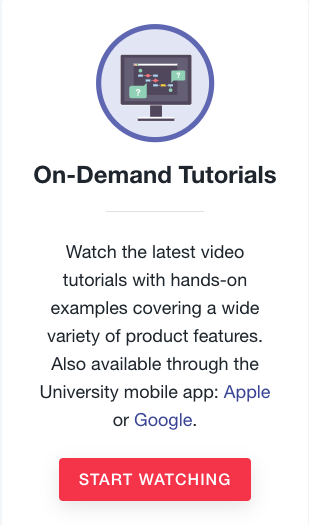 ?
?
On-Demand Tutorials
Watch the latest video
tutorials with hands-on
examples covering a wide
variety of product features.
Also available through the
University mobile app: Apple
or Google.
START WATCHING